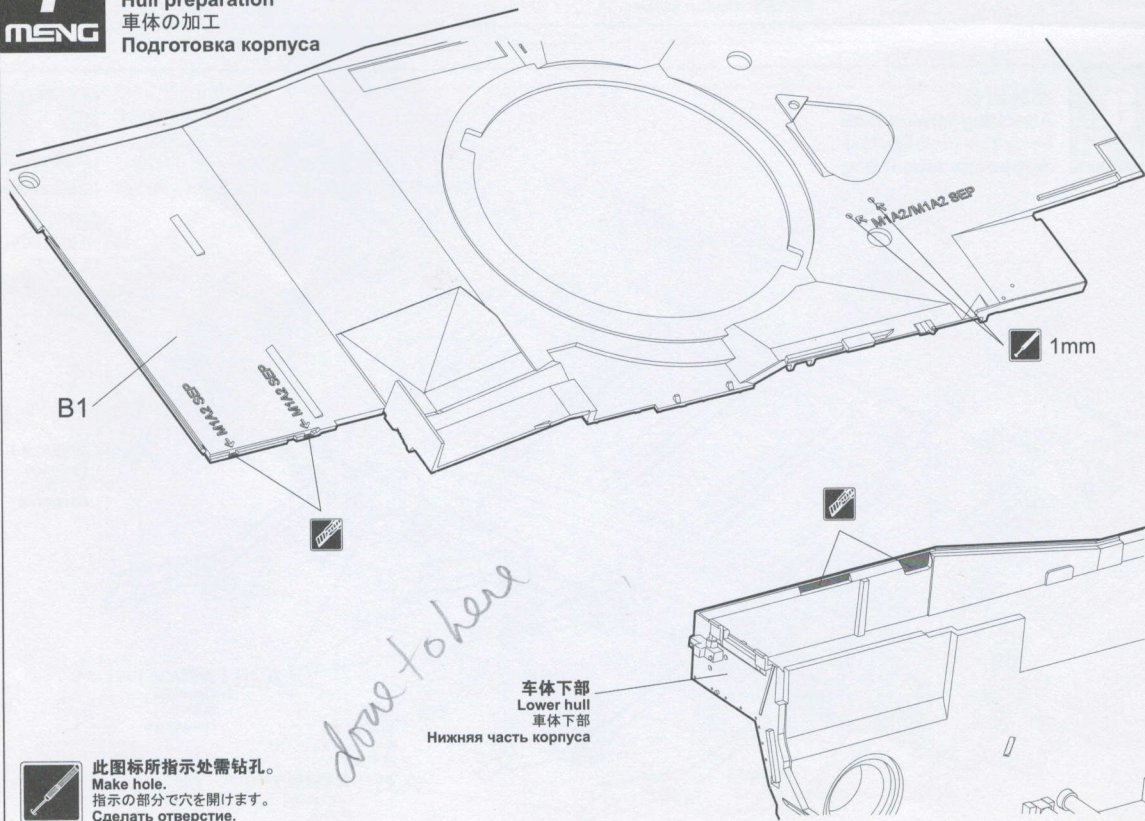 MENG
Hull preparation
車体の加工
Подготовка корпуса
M1A2/M1A2 SEP
1mm
B1
M1A2 SEP
M1A2 SEP
done to here
车体下部
Lower hull
車体下部
Нижняя часть корпуса
此图标所指示处需钻孔。
Make hole.
指示の部分で穴を開けます。
Сделать отверстие.